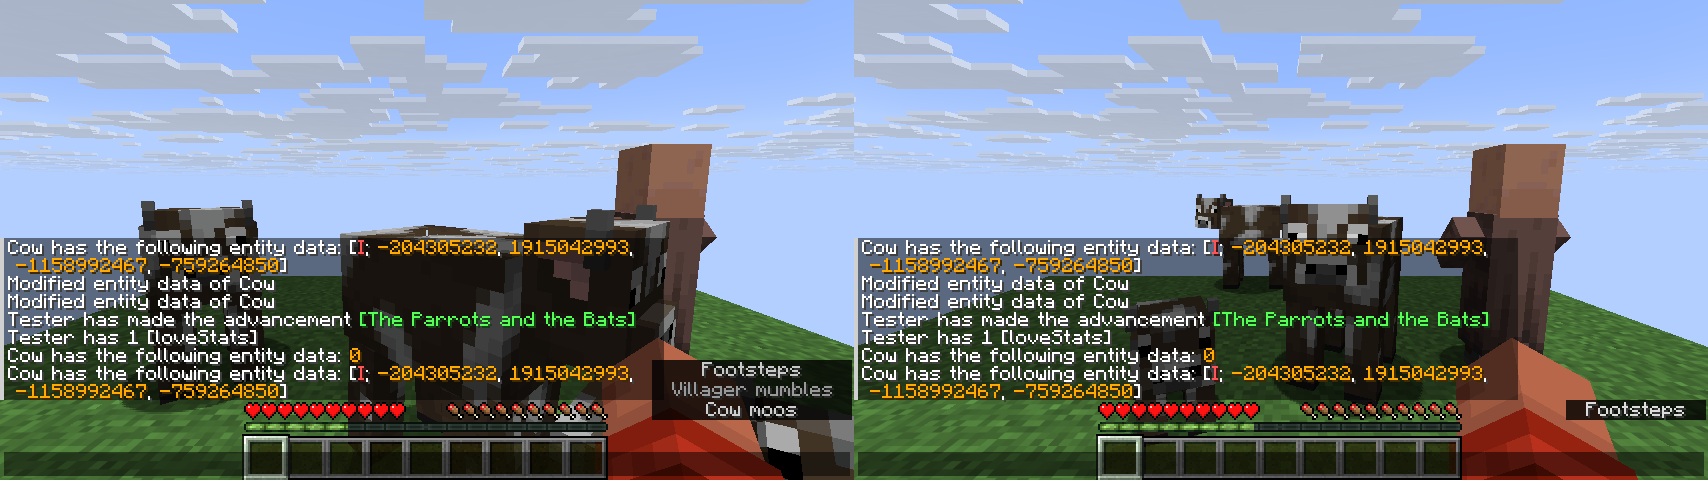 Cow has the following entity data: [I; -204305232, 1915042993,
-1158992467, -759264850]
Modified entity data of Cow
Modified entity data of Cow
Tester has made the advancement [The Parrots and the Bats]
Tester has 1 [loveStats]
Cow has the following entity data: 0
Cow has the following entity data: [I; -204305232, 1915042993,
-1158992467, -759264850]
Footsteps
Villager mumbles
Cow moos
Cow has the following entity data: [I; -204305232, 1915042993,
-1158992467, -759264850]
Modified entity data of Cow
Modified entity data of Cow
Tester has made the advancement [The Parrots and the Bats]
Tester has 1 [loveStats]
Cow has the following entity data: 0
Cow has the following entity data: [I; -204305232, 1915042993,
-1158992467, -759264850]
Footsteps